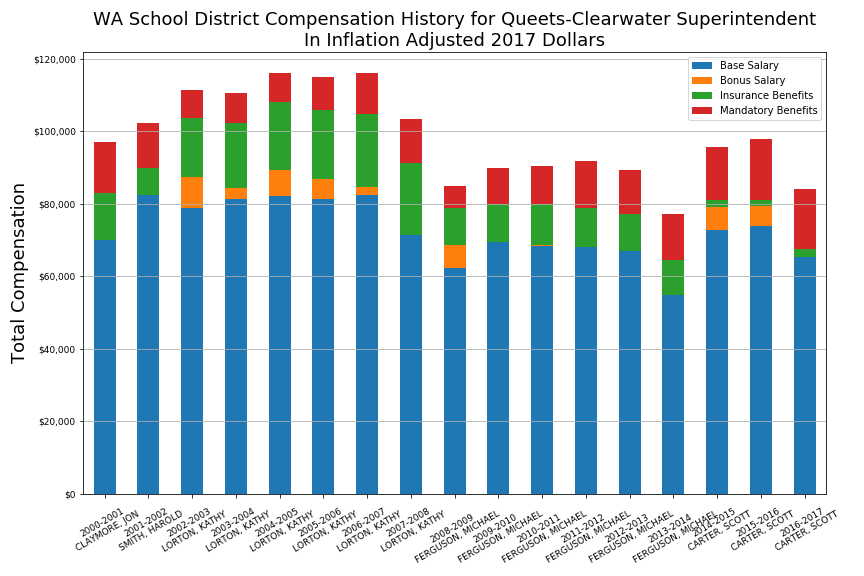 WA School District Compensation History for Queets-Clearwater Superintendent
In Inflation Adjusted 2017 Dollars
Total Compensation
$120,000
$100,000
$80,000
$60,000
$40,000
$20,000
$0
Base Salary
Bonus Salary
Insurance Benefits
Mandatory Benefits
2000-2001
CLAYMORE, JON
2001-2002
SMITH, HAROLD
2002-2003
LORTON, KATHY
2003-2004
LORTON, KATHY
2004-2005
LORTON, KATHY
2005-2006
LORTON, KATHY
2006-2007
LORTON, KATHY
2007-2008
LORTON, KATHY
2008-2009
FERGUSON, MICHAEL
2009-2010
FERGUSON, MICHAEL
2010-2011
FERGUSON, MICHAEL
2011-2012
FERGUSON, MICHAEL
2012-2013
FERGUSON, MICHAEL
2013-2014
FERGUSON, MICHAEL
2014-2015
CARTER, SCOTT
2015-2016
CARTER, SCOTT
2016-2017
CARTER, SCOTT